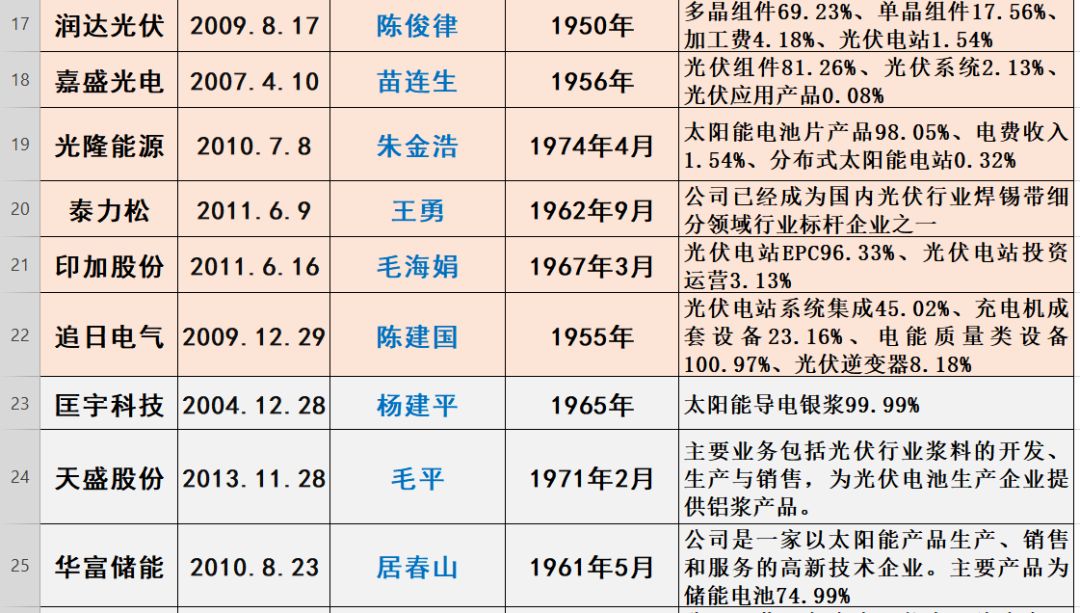 17 润达光伏 2009.8.17 陈俊律 1950年 多晶组件69.23%、单晶组件17.56%、
加工费4.18%、光伏电站1.54%
18 嘉盛光电 2007.4.10 苗连生 1956年 光伏组件81.26%、光伏系统2.13%、
光伏应用产品0.08%
19 光隆能源 2010.7.8 朱金浩 1974年4月 太阳能电池片产品98.05%、电费收入
1.54%、分布式太阳能电站0.32%
20 泰力松 2011.6.9 王勇 1962年9月 公司已经成为国内光伏行业焊锡带细
分领域行业标杆企业之一
21 印加股份 2011.6.16 毛海娟 1967年3月 光伏电站EPC96.33%、光伏电站投资
运营3.13%
22 追日电气 2009.12.29 陈建国 1955年 光伏电站系统集成45.02%、充电机成
套设备23.16%、电能质量类设备
100.97%、光伏逆变器8.18%
23 匡宇科技 2004.12.28 杨建平 1965年 太阳能导电银浆99.99%
24 天盛股份 2013.11.28 毛平 1971年2月 主要业务包括光伏行业浆料的开发、
生产与销售，为光伏电池生产企业提
供铝浆产品。
25 华富储能 2010.8.23 居春山 1961年5月 公司是一家以太阳能产品生产、销售
和服务的高新技术企业。主要产品为
储能电池74.99%